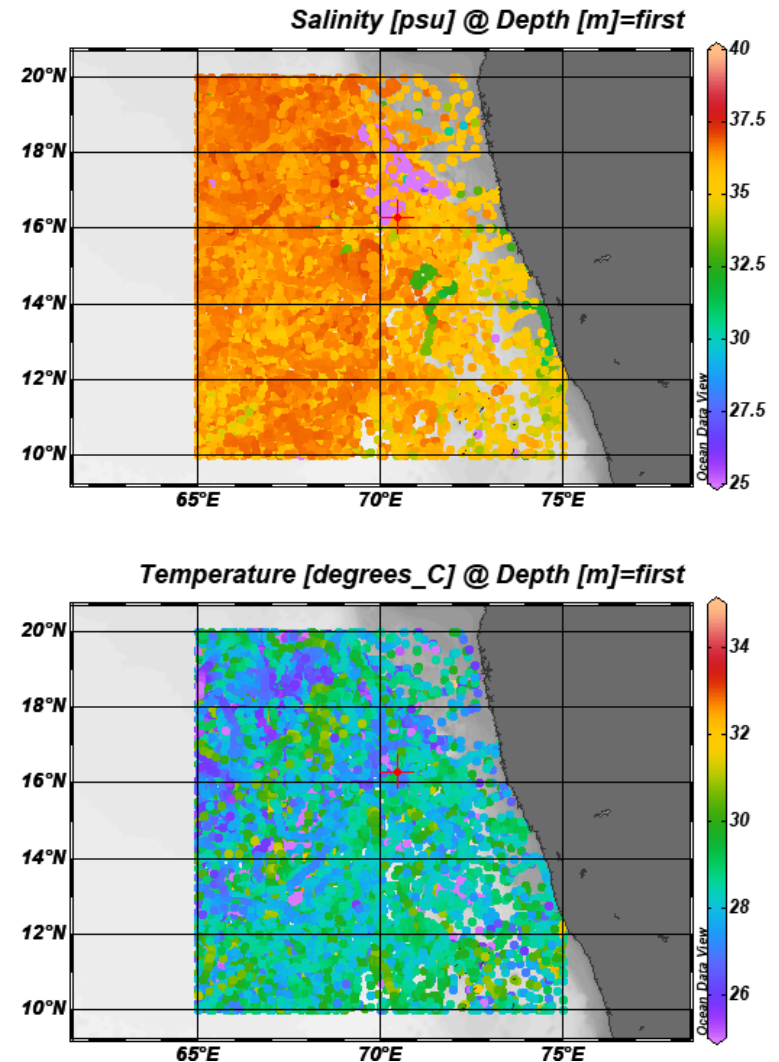 Salinity [psu] @ Depth [m]=first
40
20°N
37.5
18°N
35
16°N
32.5
14°N
30
12°N
27.5
10°N
25
Ocean Data View
65°E 70°E 75°E
Temperature [degrees_C] @ Depth [m]=first
20°N
34
18°N
32
16°N
30
14°N
28
12°N
26
10°N
Ocean Data View
65°E 70°E 75°E